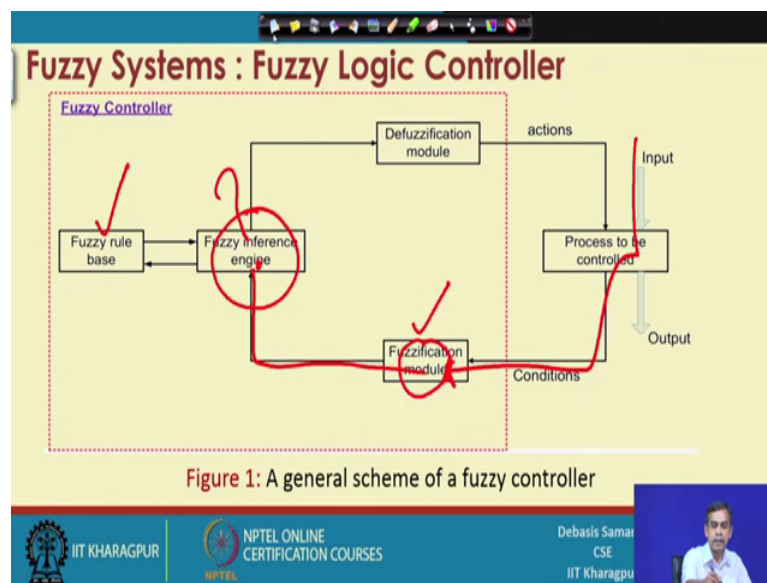 Fuzzy Systems : Fuzzy Logic Controller
Fuzzy Controller
Defuzzification
module
actions
Input
Fuzzy rule
base
Fuzzy inference
engine
Process to be
controlled
Fuzzification
module
Conditions
Output
Figure 1: A general scheme of a fuzzy controller
IIT KHARAGPUR
NPTEL
NPTEL ONLINE
CERTIFICATION COURSES
Debasis Samar
CSE
IIT Kharagpu